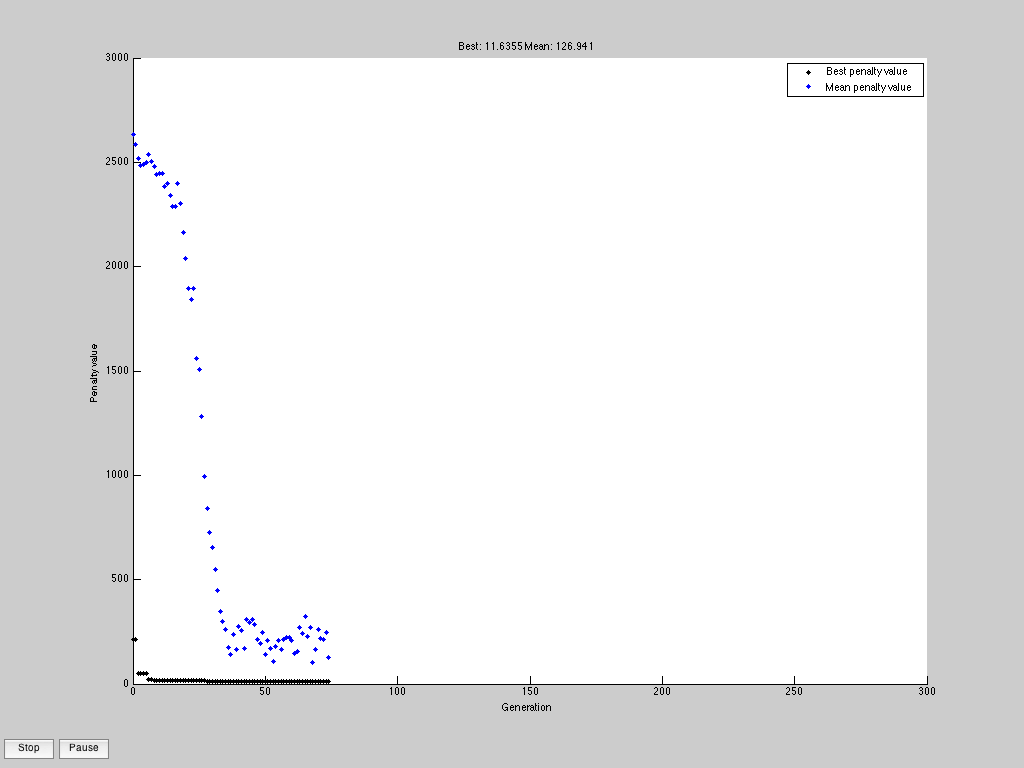 Best: 11.6355 Mean: 126.941
3000
2500
2000
1500
1000
500
0
Penalty value
Best penalty value
Mean penalty value
0 50 100 150 200 250 300
Generation
Stop Pause